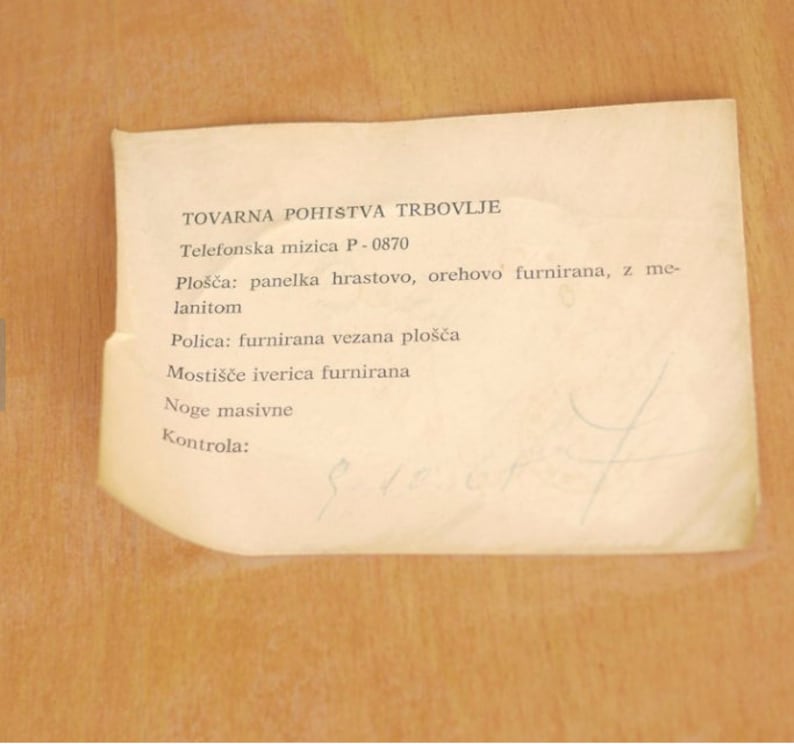 TOVARNA POHIŠTVA TRBOVLJE
Telefonska mizica P - 0870
Plošča: panelka hrastovo, orehovo furnirana, z me-
lanitom
Polica: furnirana vezana plošča
Mostišče iverica furnirana
Noge masivne
Kontrola: